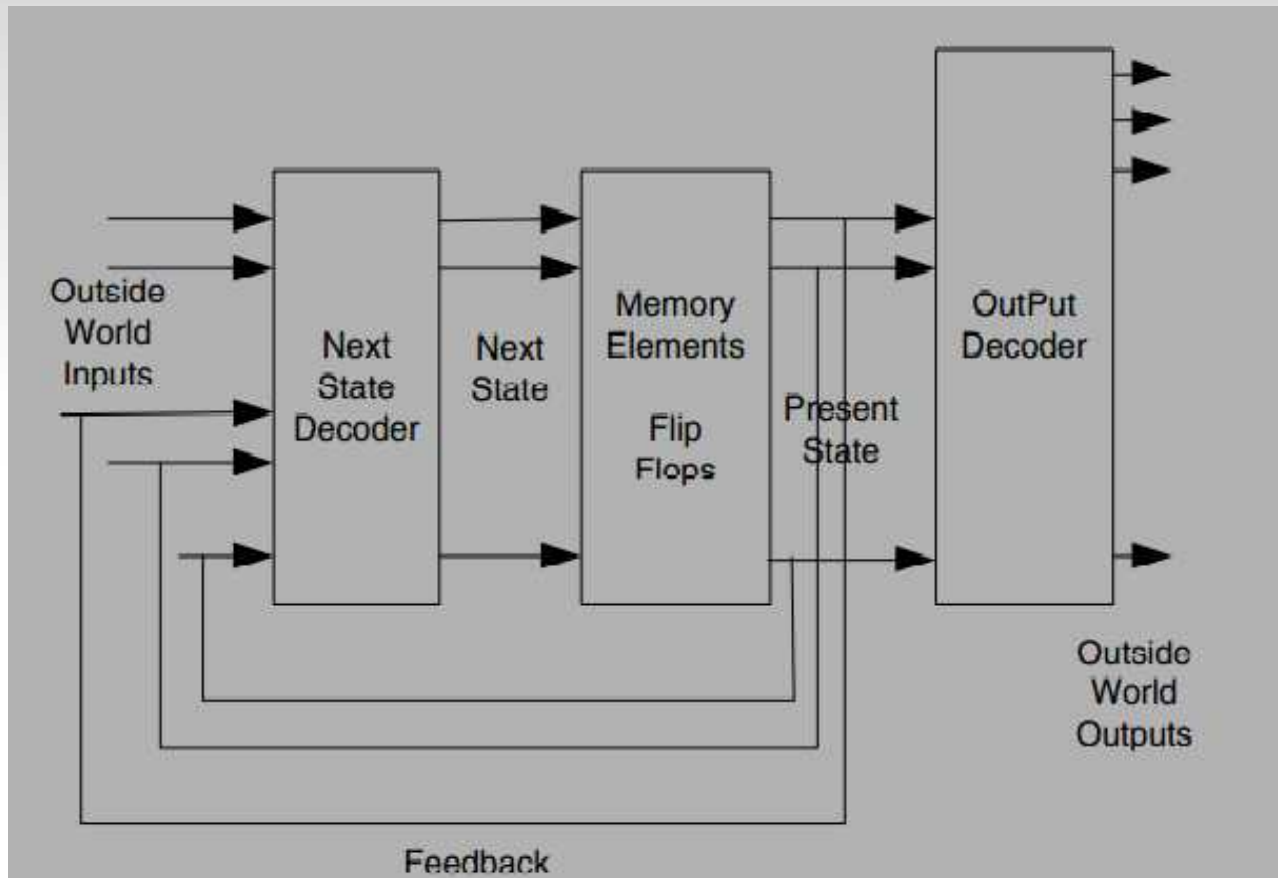 Outside
World
Inputs
Next
State
Decoder
Next
State
Memory
Elements
Flip
Flops
Present
State
OutPut
Decoder
Outside
World
Outputs
Feedback